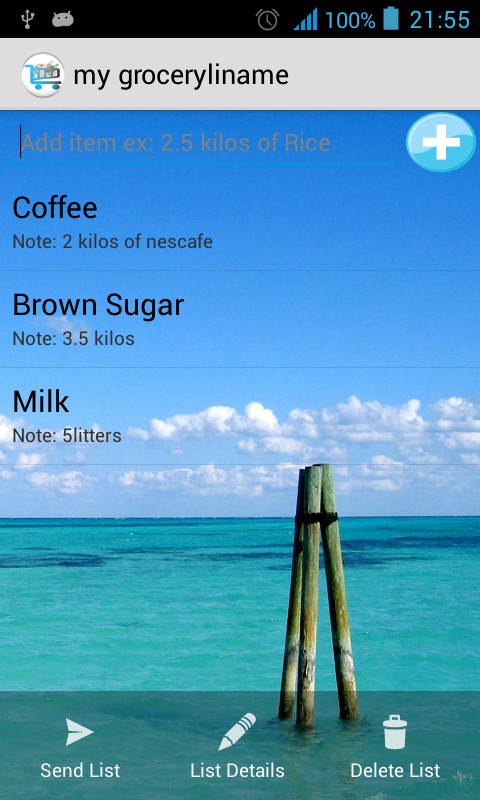 100% 21:55
my groceryliname
Add item ex: 2.5 kilos of Rice
Coffee
Note: 2 kilos of nescafe
Brown Sugar
Note: 3.5 kilos
Milk
Note: 5litters
Send List List Details Delete List